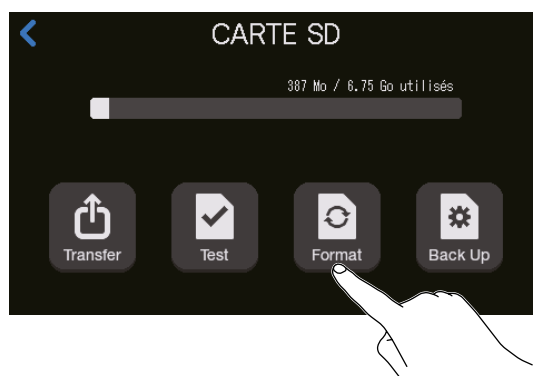 CARTE SD
387 Mo / 6.75 Go utilisés
Transfer
Test
Format
Back Up